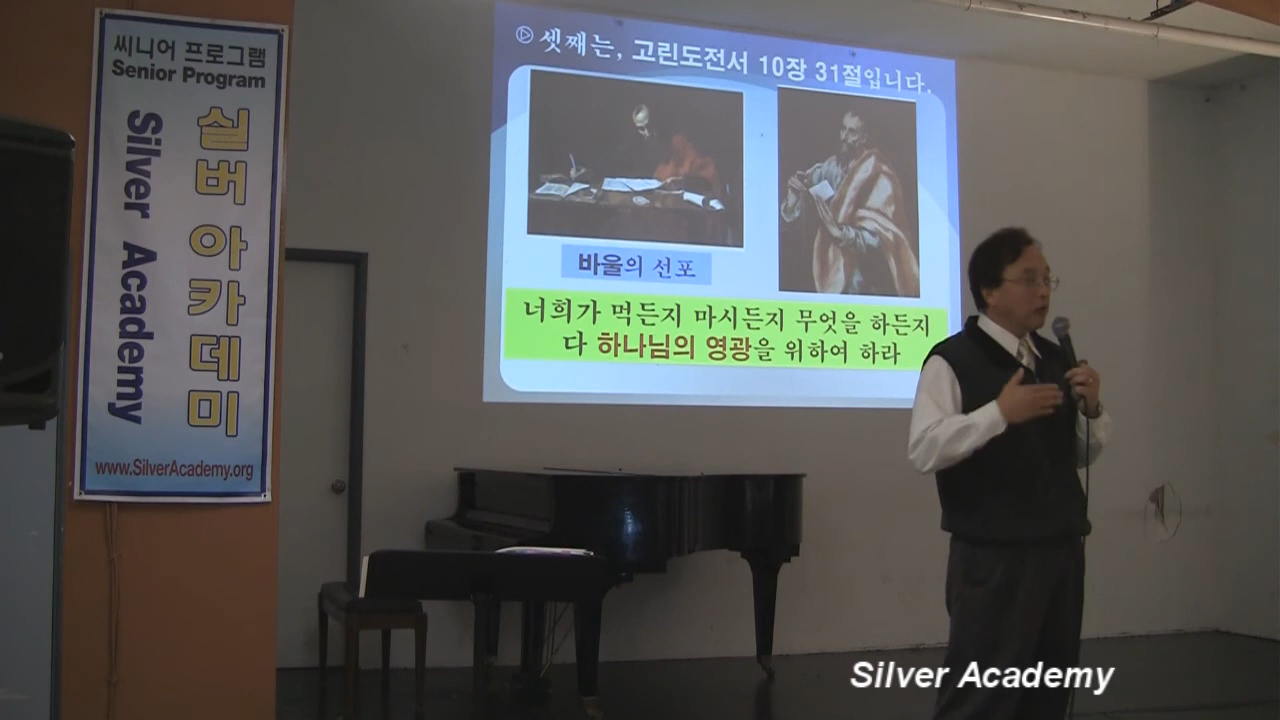 씨니어 프로그램
Senior Program
실버 아카데미
Silver Academy
www.SilverAcademy.org
셋째는, 고린도전서 10장 31절입니다.
바울의 선포
너희가 먹든지 마시든지 무엇을 하든지
다 하나님의 영광을 위하여 하라
Silver Academy